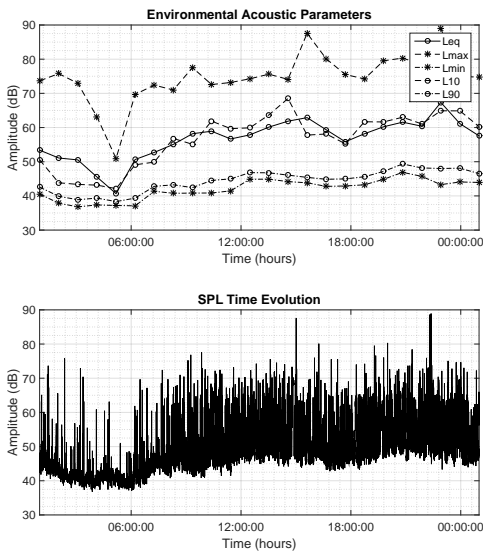 Environmental Acoustic Parameters
90
80
70
60
50
40
30
Amplitude (dB)
Leq
Lmax
Lmin
L10
L90
06:00:00
12:00:00
18:00:00
00:00:00
Time (hours)
SPL Time Evolution
90
80
70
60
50
40
30
Amplitude (dB)
06:00:00
12:00:00
18:00:00
00:00:00
Time (hours)